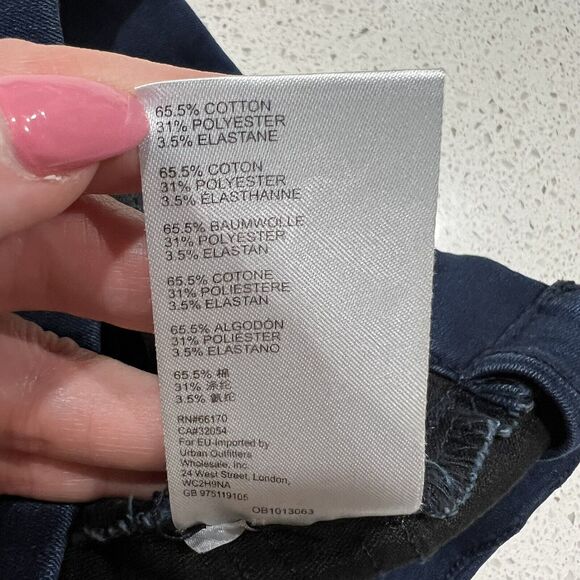 65.5% COTTON
31% POLYESTER
3.5% ELASTANE
65.5% COTON
31% POLYESTER
3.5% ÉLASTHANNE
65.5% BAUMWOLLE
31% POLYESTER
3.5% ELASTAN
65.5% COTONE
31% POLIESTERE
3.5% ELASTAN
65.5% ALGODÓN
31% POLIÉSTER
3.5% ELASTANO
65.5% 棉
31% 涤纶
3.5% 氨纶
RN#66170
CA#32054
For EU-Imported by
Urban Outfitters
Wholesale, Inc.
24 West Street, London,
WC2H9NA
GB 975119105
OB1013063